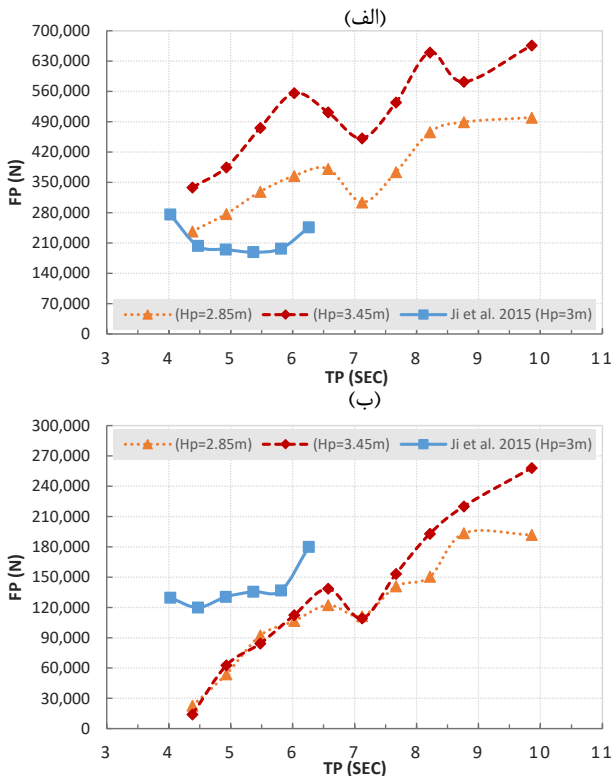 (الف)
700,000
630,000
560,000
490,000
420,000
350,000
280,000
210,000
140,000
70,000
0
FP (N)
(Hp=2.85m) (Hp=3.45m) Ji et al. 2015 (Hp=3m)
3 4 5 6 7 8 9 10 11
TP (SEC)
(ب)
300,000
270,000
240,000
210,000
180,000
150,000
120,000
90,000
60,000
30,000
0
FP (N)
(Hp=2.85m) (Hp=3.45m) Ji et al. 2015 (Hp=3m)
3 4 5 6 7 8 9 10 11
TP (SEC)